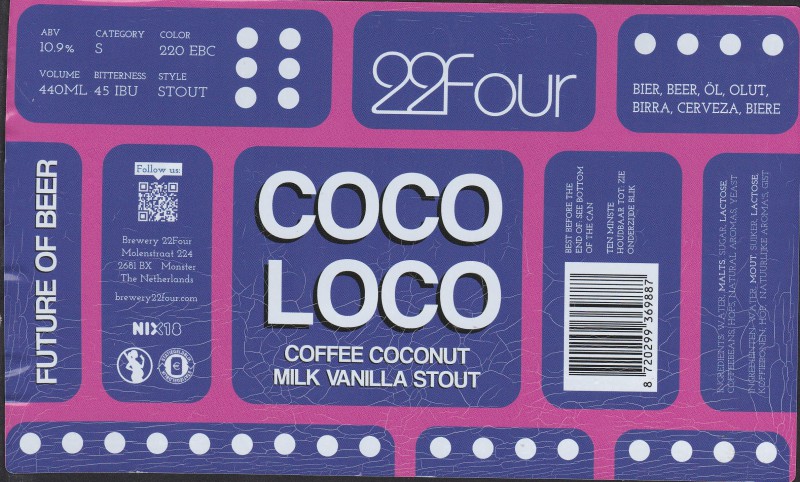 ABV
10.9%
CATEGORY
S
COLOR
220 EBC
VOLUME
440ML
BITTERNESS
45 IBU
STYLE
STOUT
22Four
BIER, BEER, ÖL, OLUT,
BIRRA, CERVEZA, BIERE
FUTURE OF BEER
Follow us:
Brewery 22Four
Molenstraat 224
2681 BX Monster
The Netherlands
brewery22four.com
NIX18
COCO
LOCO
COFFEE COCONUT
MILK VANILLA STOUT
BEST BEFORE THE
END OF: SEE BOTTOM
OF THE CAN
TEN MINSTE
HOUDBAAR TOT: ZIE
ONDERZIJDE BLIK
8 720299 369887
INGREDIENTS: WATER, MALTS, SUGAR, LACTOSE,
COFFEEBEANS, HOPS, NATURAL AROMAS, YEAST
INGREDIENTEN: WATER, MOUT, SUIKER, LACTOSE,
KOFFIEBONEN, HOP, NATUURLIJKE AROMA'S, GIST